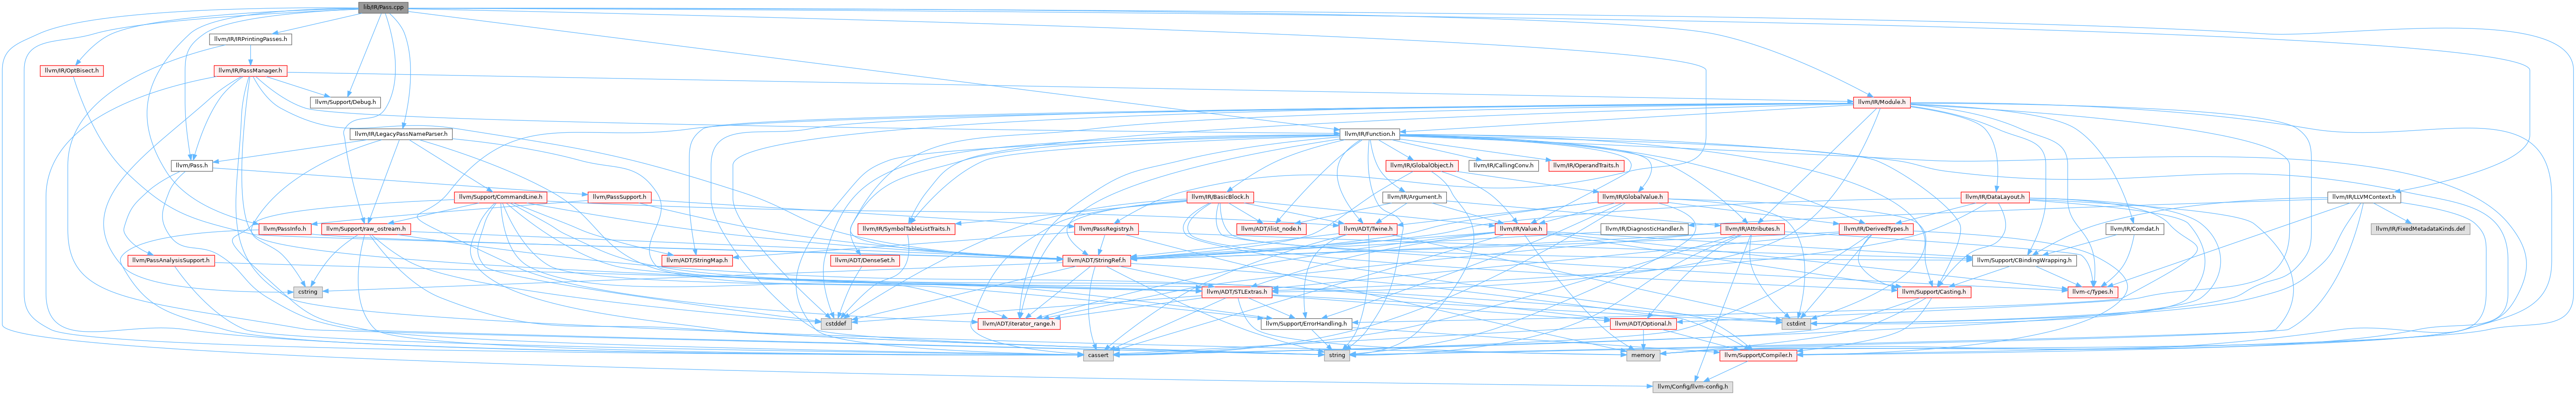 lib/IR/Pass.cpp
llvm/IR/IRPrintingPasses.h
llvm/IR/OptBisect.h
llvm/IR/PassManager.h
llvm/Support/Debug.h
llvm/IR/Module.h
llvm/IR/LegacyPassNameParser.h
llvm/IR/Function.h
llvm/Pass.h
llvm/IR/GlobalObject.h
llvm/IR/CallingConv.h
llvm/IR/OperandTraits.h
llvm/Support/CommandLine.h
llvm/PassSupport.h
llvm/IR/BasicBlock.h
llvm/IR/Argument.h
llvm/IR/GlobalValue.h
llvm/IR/DataLayout.h
llvm/IR/LLVMContext.h
llvm/PassInfo.h
llvm/Support/raw_ostream.h
llvm/IR/SymbolTableListTraits.h
llvm/PassRegistry.h
llvm/ADT/ilist_node.h
llvm/ADT/Twine.h
llvm/IR/Value.h
llvm/IR/DiagnosticHandler.h
llvm/IR/Attributes.h
llvm/IR/DerivedTypes.h
llvm/IR/Comdat.h
llvm/IR/FixedMetadataKinds.def
llvm/PassAnalysisSupport.h
llvm/ADT/StringMap.h
llvm/ADT/DenseSet.h
llvm/ADT/StringRef.h
llvm/Support/CBindingWrapping.h
cstring
llvm/ADT/STLExtras.h
llvm/Support/Casting.h
llvm-c/Types.h
cstddef
llvm/ADT/iterator_range.h
llvm/Support/ErrorHandling.h
llvm/ADT/Optional.h
cstdint
cassert
string
memory
llvm/Support/Compiler.h
llvm/Config/llvm-config.h